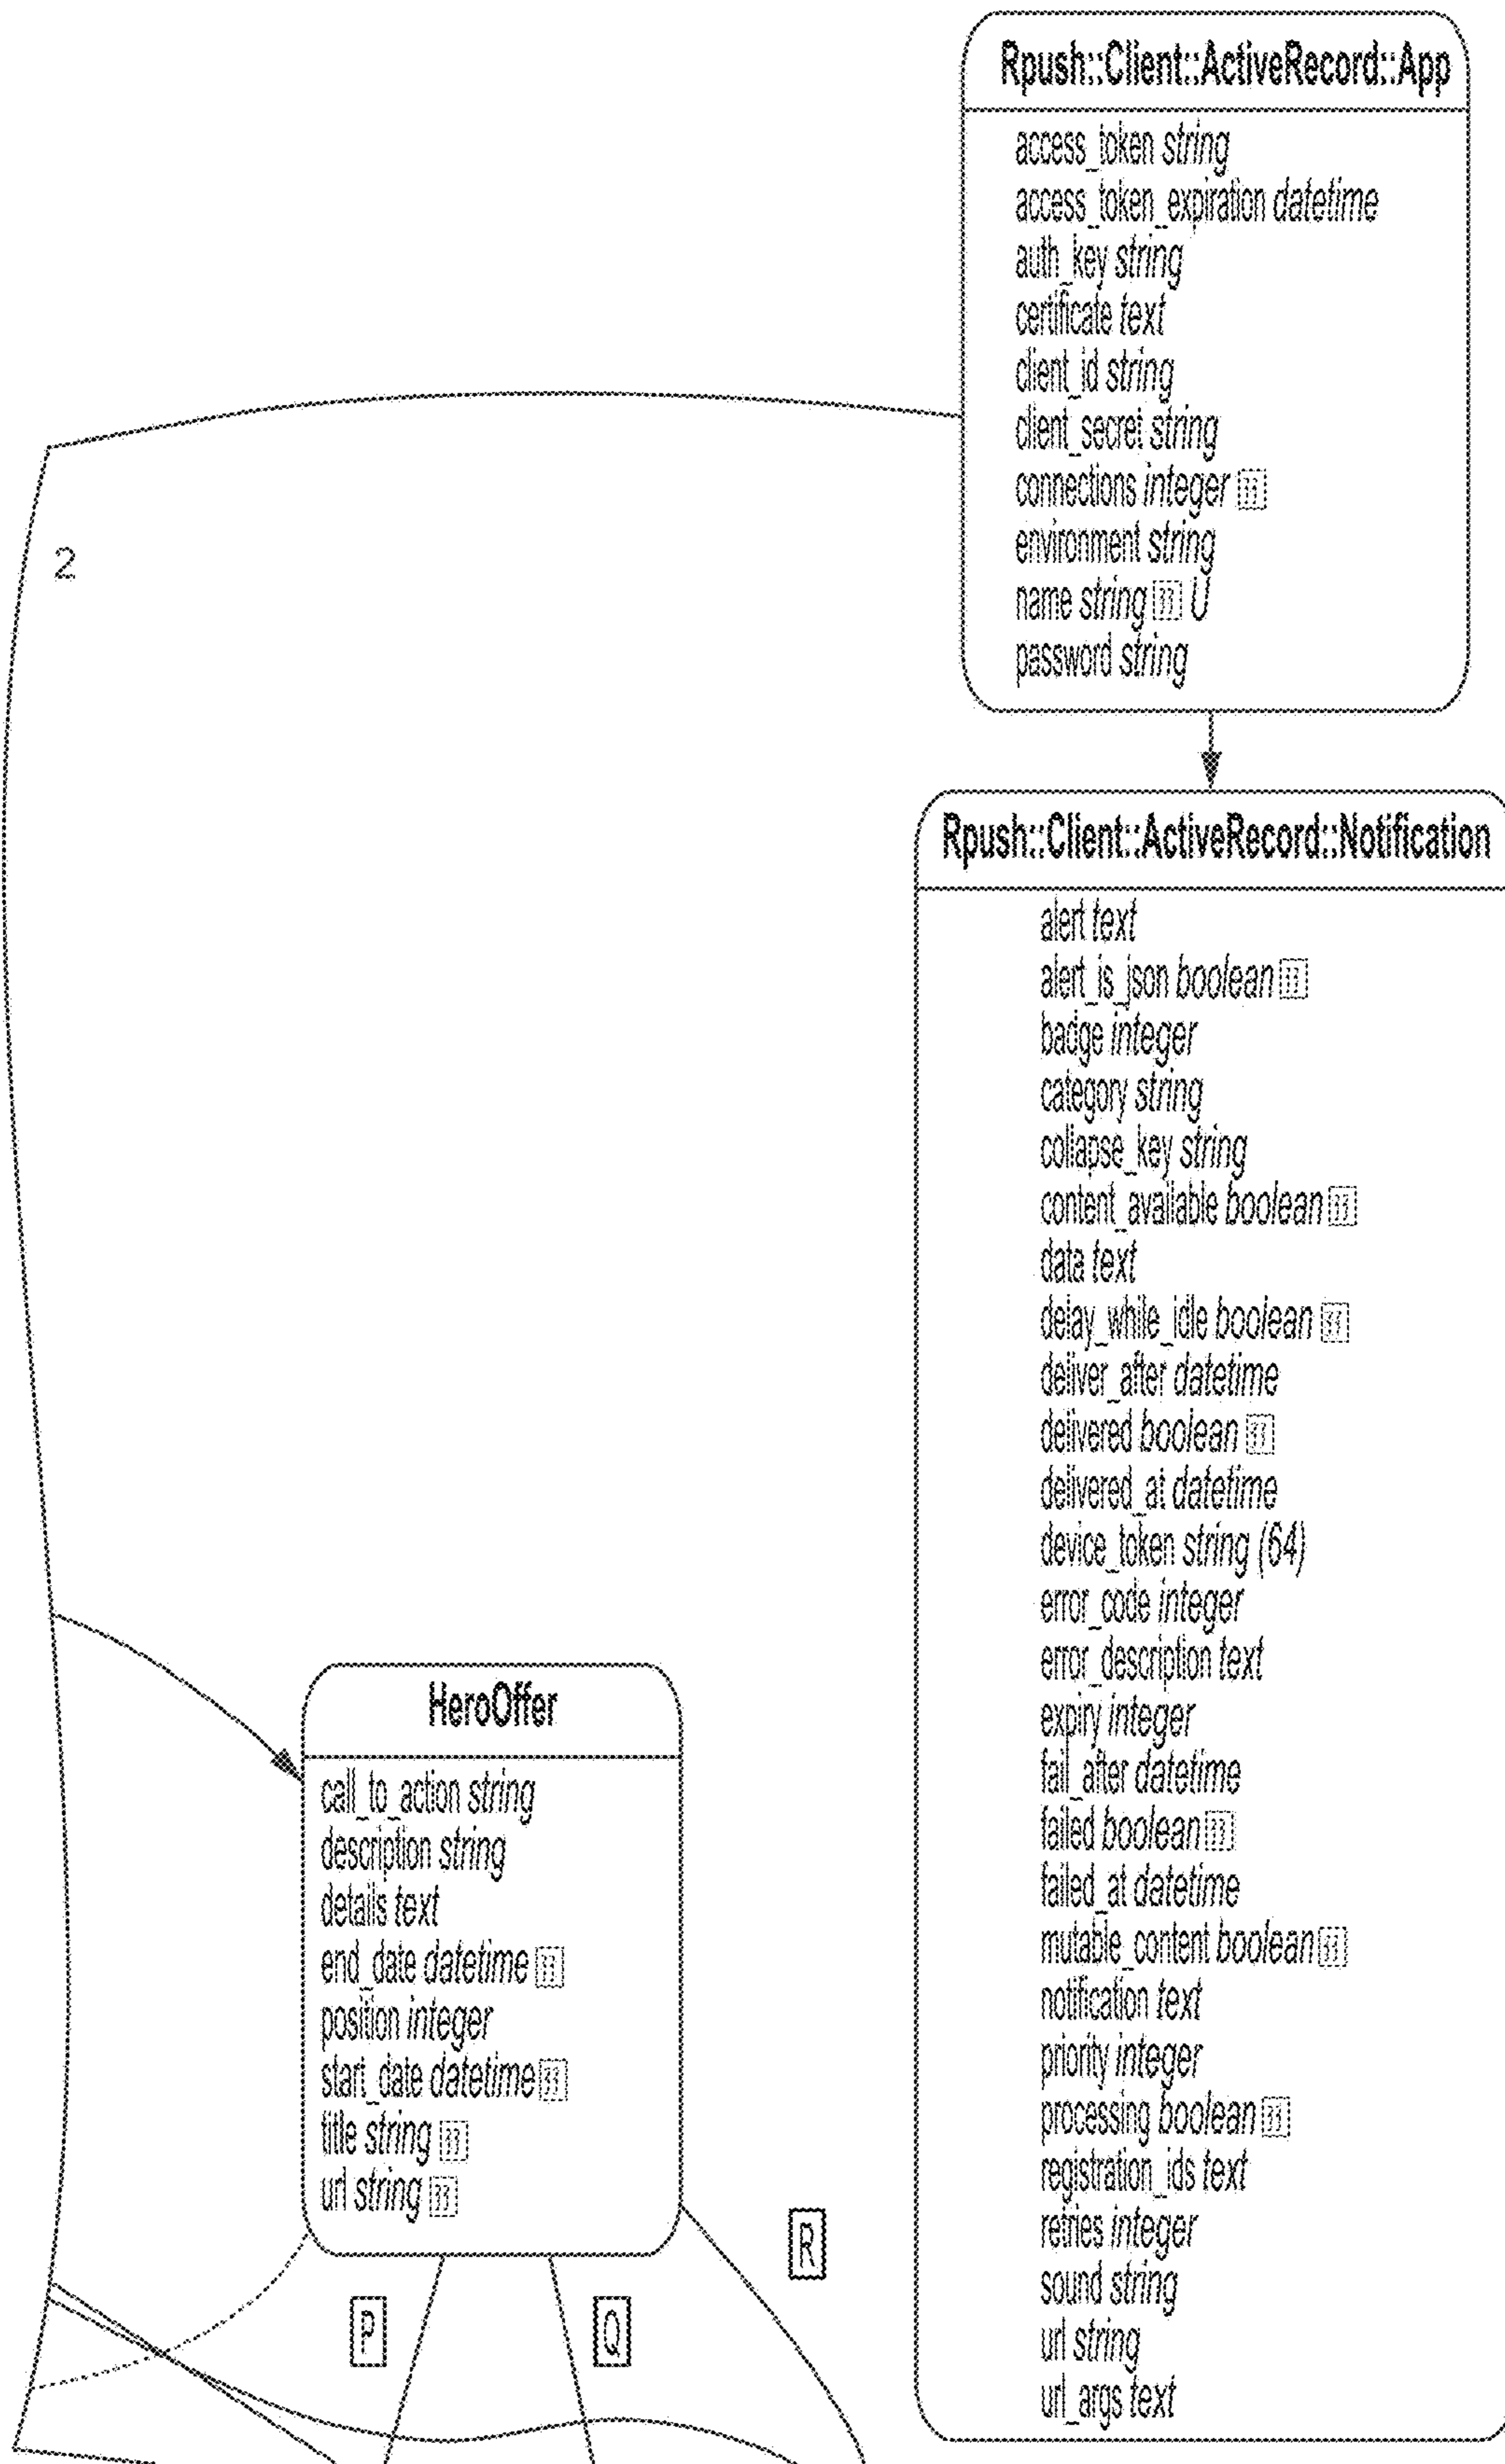 Rpush::Client::ActiveRecord::App
access_token string
access_token_expiration datetime
auth_key string
certificate text
client_id string
client_secret string
connections integer
environment string
name string U
password string
2
Rpush::Client::ActiveRecord::Notification
alert text
alert_is_json boolean
badge integer
category string
collapse_key string
content_available boolean
data text
delay_while_idle boolean
deliver_after datetime
delivered boolean
delivered_at datetime
device_token string (64)
error_code integer
error_description text
expiry integer
fail_after datetime
failed boolean
failed_at datetime
mutable_content boolean
notification text
priority integer
processing boolean
registration_ids text
retries integer
sound string
url string
url_args text
HeroOffer
call_to_action string
description string
details text
end_date datetime
position integer
start_date datetime
title string
url string
P
Q
R